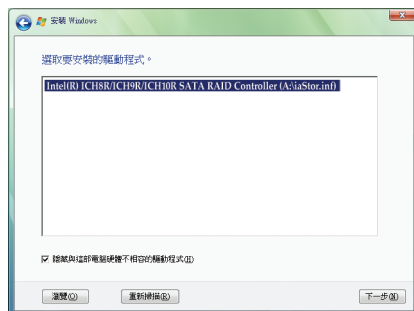 安裝 Windows
選取要安裝的驅動程式。
Intel(R) ICH8R/ICH9R/ICH10R SATA RAID Controller (A:\iaStor.inf)
隱藏與這部電腦硬體不相容的驅動程式(H)
瀏覽(O)
重新掃描(R)
下一步(N)